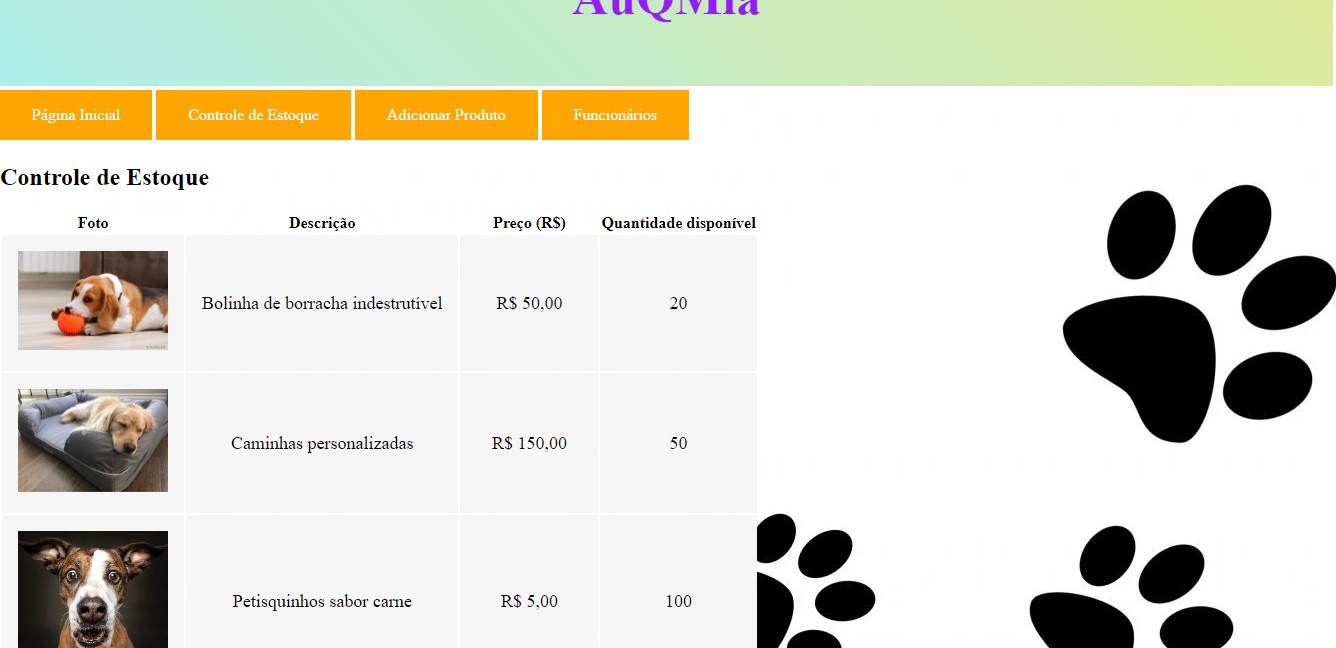 AuQMia
Página Inicial
Controle de Estoque
Adicionar Produto
Funcionários
Controle de Estoque
Foto Descrição Preço (R$) Quantidade disponível
Bolinha de borracha indestrutível R$ 50,00 20
Caminhas personalizadas R$ 150,00 50
Petisquinhos sabor carne R$ 5,00 100